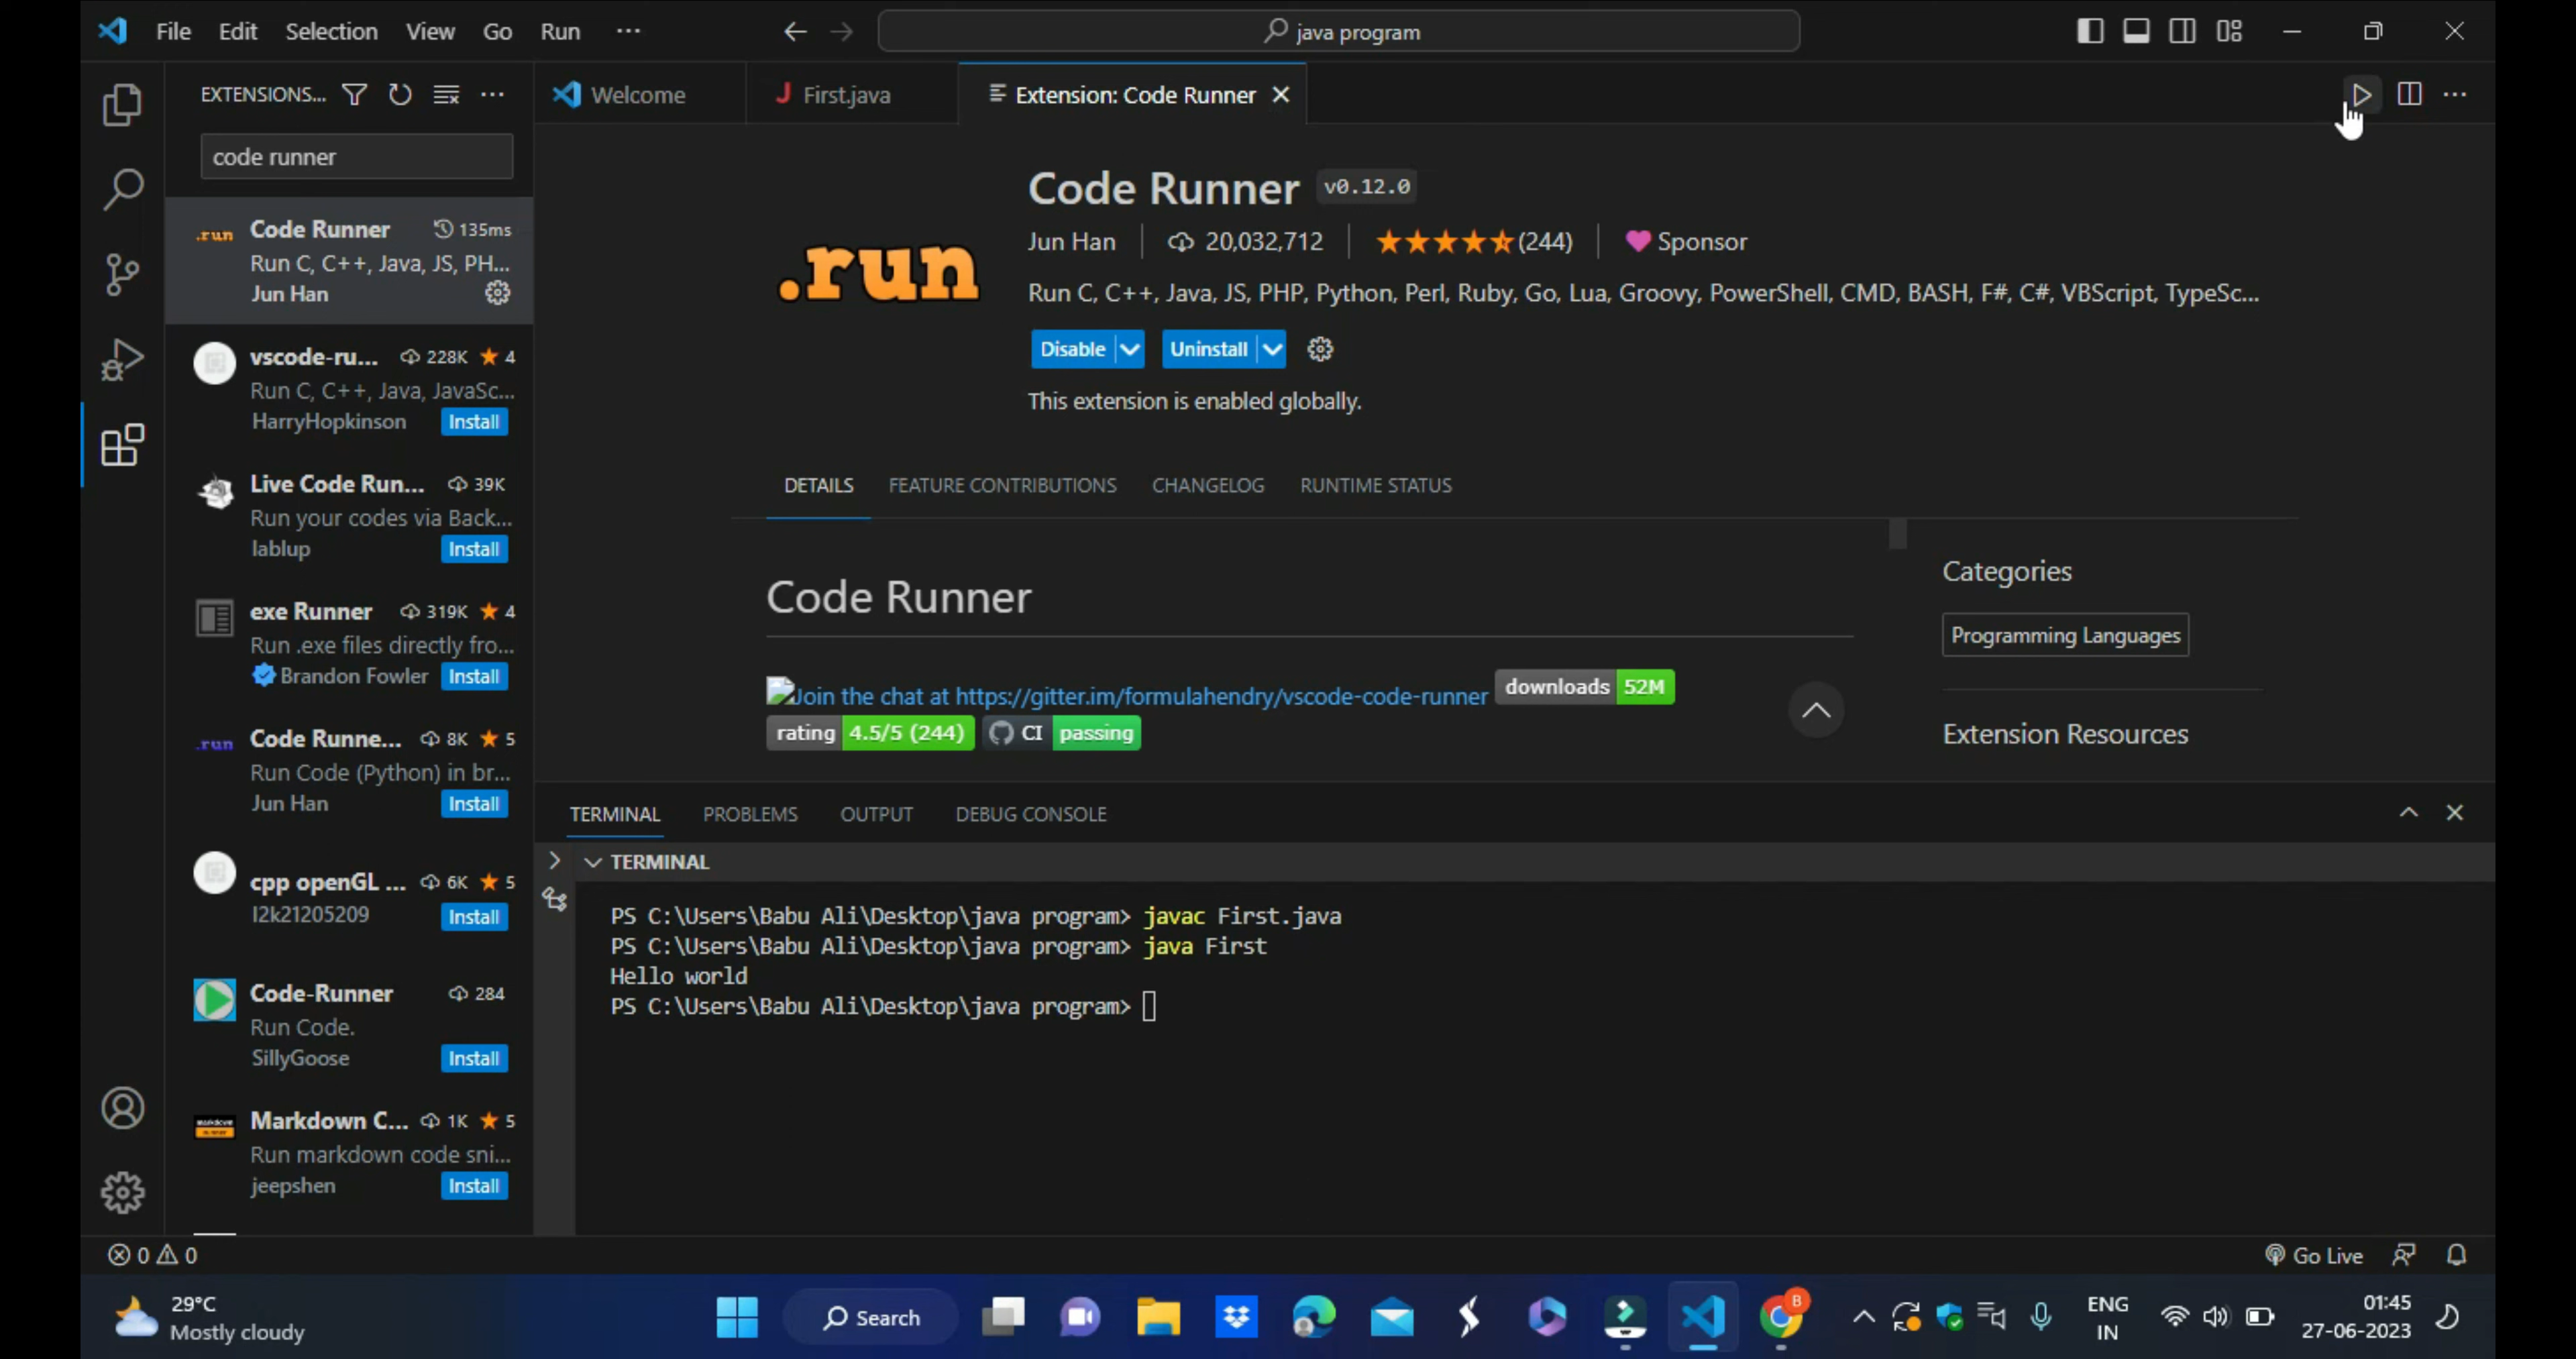 File Edit Selection View Go Run ···
java program
EXTENSIONS...
Welcome
First.java
Extension: Code Runner
code runner
Code Runner 135ms
Run C, C++, Java, JS, PH...
Jun Han
vscode-ru... 228K 4
Run C, C++, Java, JavaSc...
HarryHopkinson Install
Live Code Run... 39K
Run your codes via Back...
lablup Install
exe Runner 319K 4
Run .exe files directly fro...
Brandon Fowler Install
Code Runne... 8K 5
Run Code (Python) in br...
Jun Han Install
cpp openGL ... 6K 5
l2k21205209 Install
Code-Runner 284
Run Code.
SillyGoose Install
Markdown C... 1K 5
Run markdown code sni...
jeepshen Install
.run
Code Runner v0.12.0
Jun Han 20,032,712 (244) Sponsor
Run C, C++, Java, JS, PHP, Python, Perl, Ruby, Go, Lua, Groovy, PowerShell, CMD, BASH, F#, C#, VBScript, TypeSc...
Disable Uninstall
This extension is enabled globally.
DETAILS FEATURE CONTRIBUTIONS CHANGELOG RUNTIME STATUS
Code Runner
Join the chat at https://gitter.im/formulahendry/vscode-code-runner downloads 52M
rating 4.5/5 (244) CI passing
Categories
Programming Languages
Extension Resources
TERMINAL PROBLEMS OUTPUT DEBUG CONSOLE
TERMINAL
PS C:\Users\Babu Ali\Desktop\java program> javac First.java
PS C:\Users\Babu Ali\Desktop\java program> java First
Hello world
PS C:\Users\Babu Ali\Desktop\java program>
0 0
Go Live
29°C
Mostly cloudy
Search
B
ENG
IN
01:45
27-06-2023